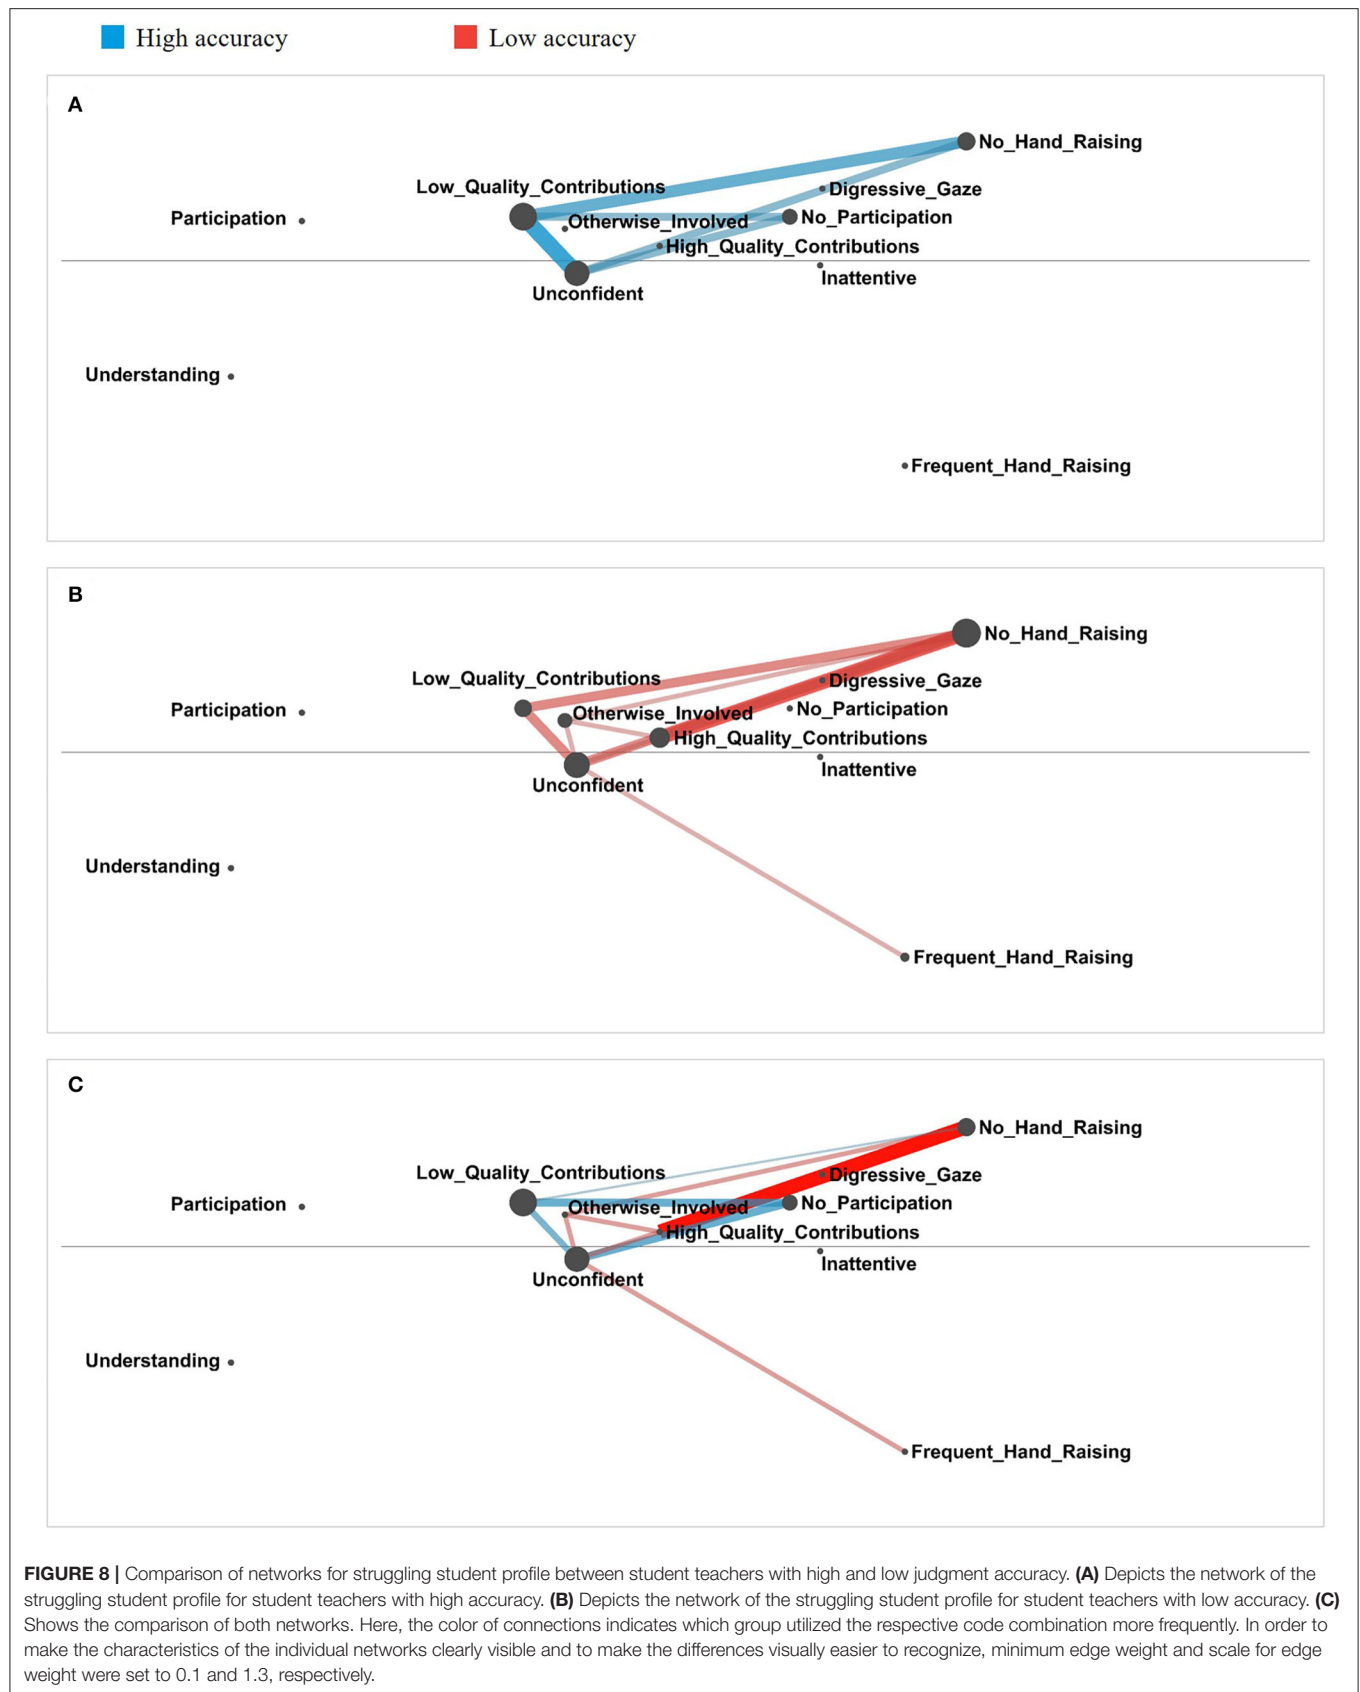 High accuracy Low accuracy
A
No_Hand_Raising
Low_Quality_Contributions
Digressive_Gaze
Participation
Otherwise_Involved
No_Participation
High_Quality_Contributions
Unconfident
Inattentive
Understanding
Frequent_Hand_Raising
B
No_Hand_Raising
Low_Quality_Contributions
Digressive_Gaze
Participation
Otherwise_Involved
No_Participation
High_Quality_Contributions
Unconfident
Inattentive
Understanding
Frequent_Hand_Raising
C
No_Hand_Raising
Low_Quality_Contributions
Digressive_Gaze
Participation
Otherwise_Involved
No_Participation
High_Quality_Contributions
Unconfident
Inattentive
Understanding
Frequent_Hand_Raising
FIGURE 8 | Comparison of networks for struggling student profile between student teachers with high and low judgment accuracy. (A) Depicts the network of the
struggling student profile for student teachers with high accuracy. (B) Depicts the network of the struggling student profile for student teachers with low accuracy. (C)
Shows the comparison of both networks. Here, the color of connections indicates which group utilized the respective code combination more frequently. In order to
make the characteristics of the individual networks clearly visible and to make the differences visually easier to recognize, minimum edge weight and scale for edge
weight were set to 0.1 and 1.3, respectively.